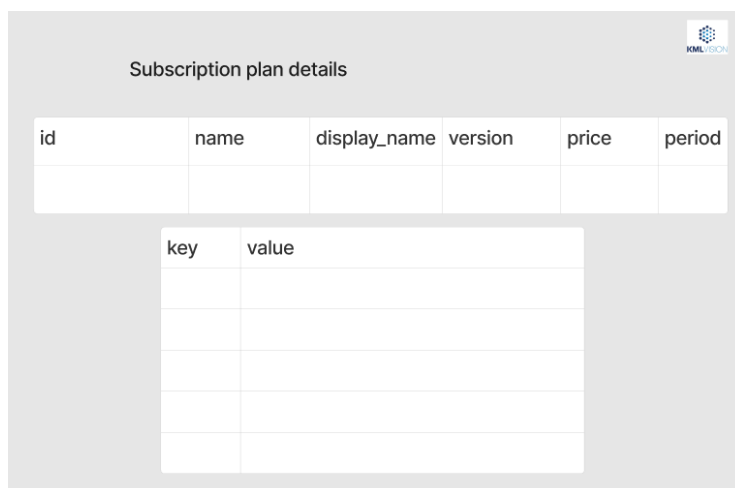 KMLVISION
Subscription plan details
id name display_name version price period
key value